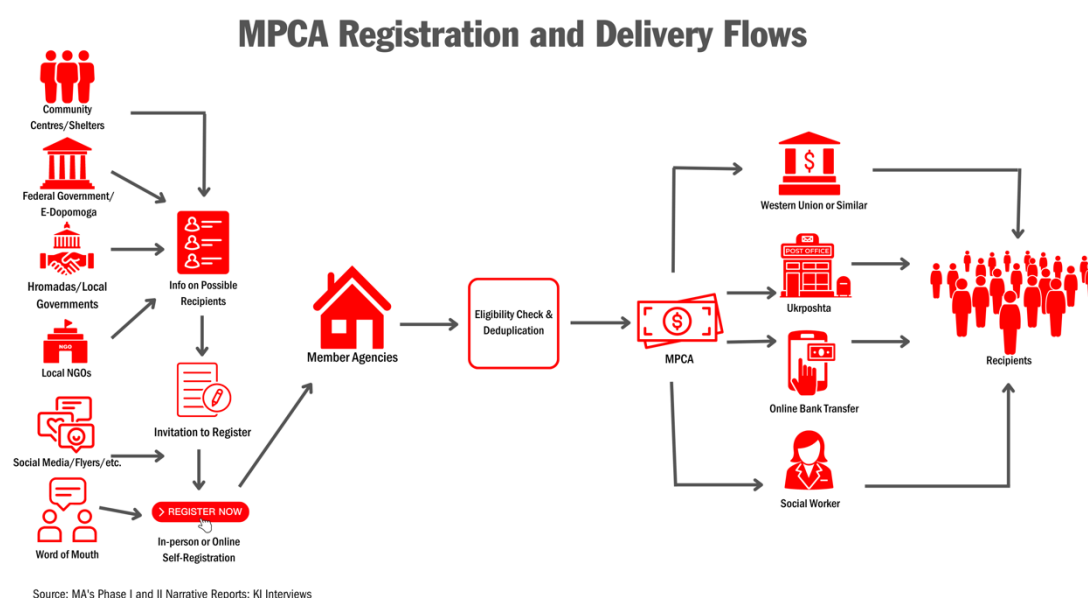 MPCA Registration and Delivery Flows
Community
Centres/Shelters
Federal Government/
E-Dopomoga
Hromadas/Local
Governments
NGO
Local NGOs
Social Media/Flyers/etc.
Word of Mouth
Info on Possible
Recipients
Invitation to Register
> REGISTER NOW
In-person or Online
Self-Registration
Member Agencies
Eligibility Check &
Deduplication
$
MPCA
$
Western Union or Similar
POST OFFICE
Ukrposhta
Online Bank Transfer
Social Worker
Recipients
Source: MA's Phase I and II Narrative Reports; KI Interviews